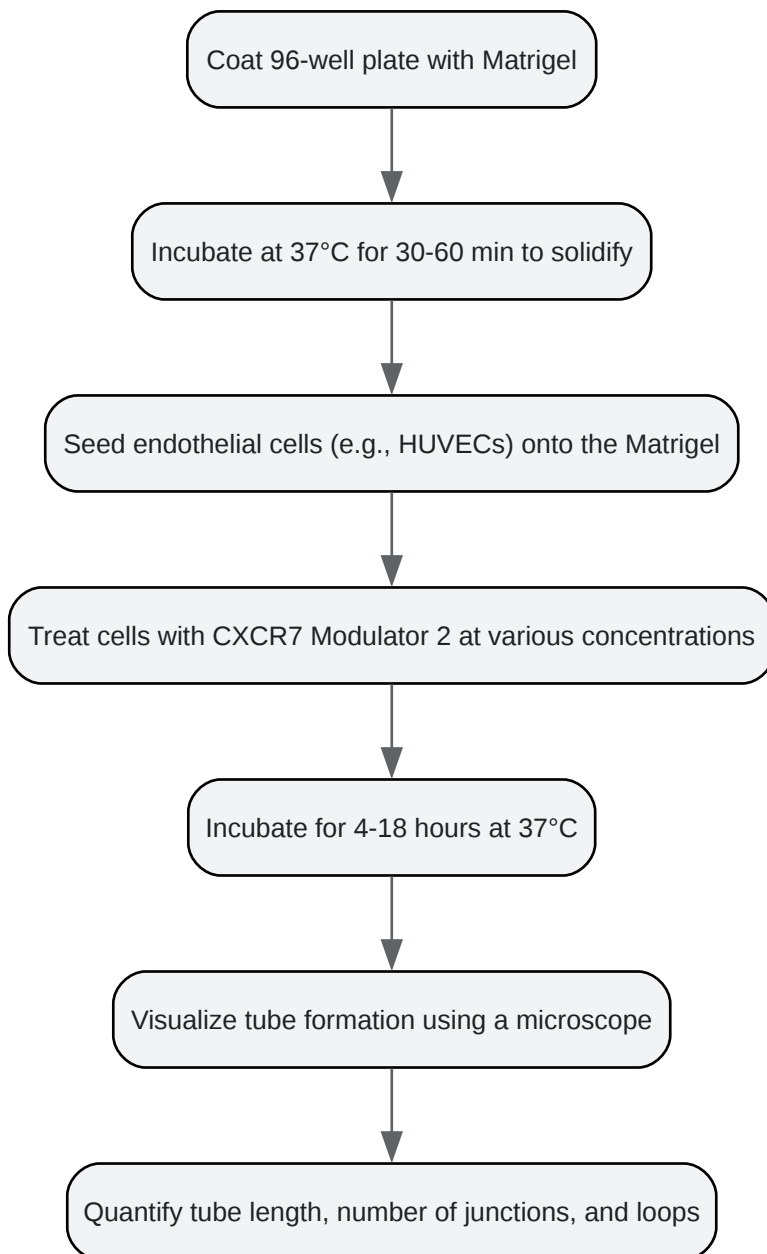 Coat 96-well plate with Matrigel
Incubate at 37°C for 30-60 min to solidify
Seed endothelial cells (e.g., HUVECs) onto the Matrigel
Treat cells with CXCR7 Modulator 2 at various concentrations
Incubate for 4-18 hours at 37°C
Visualize tube formation using a microscope
Quantify tube length, number of junctions, and loops